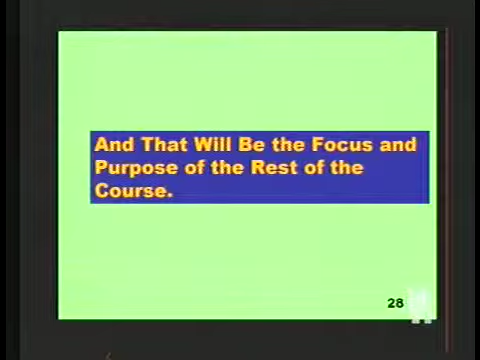 And That Will Be the Focus and
Purpose of the Rest of the
Course.
28